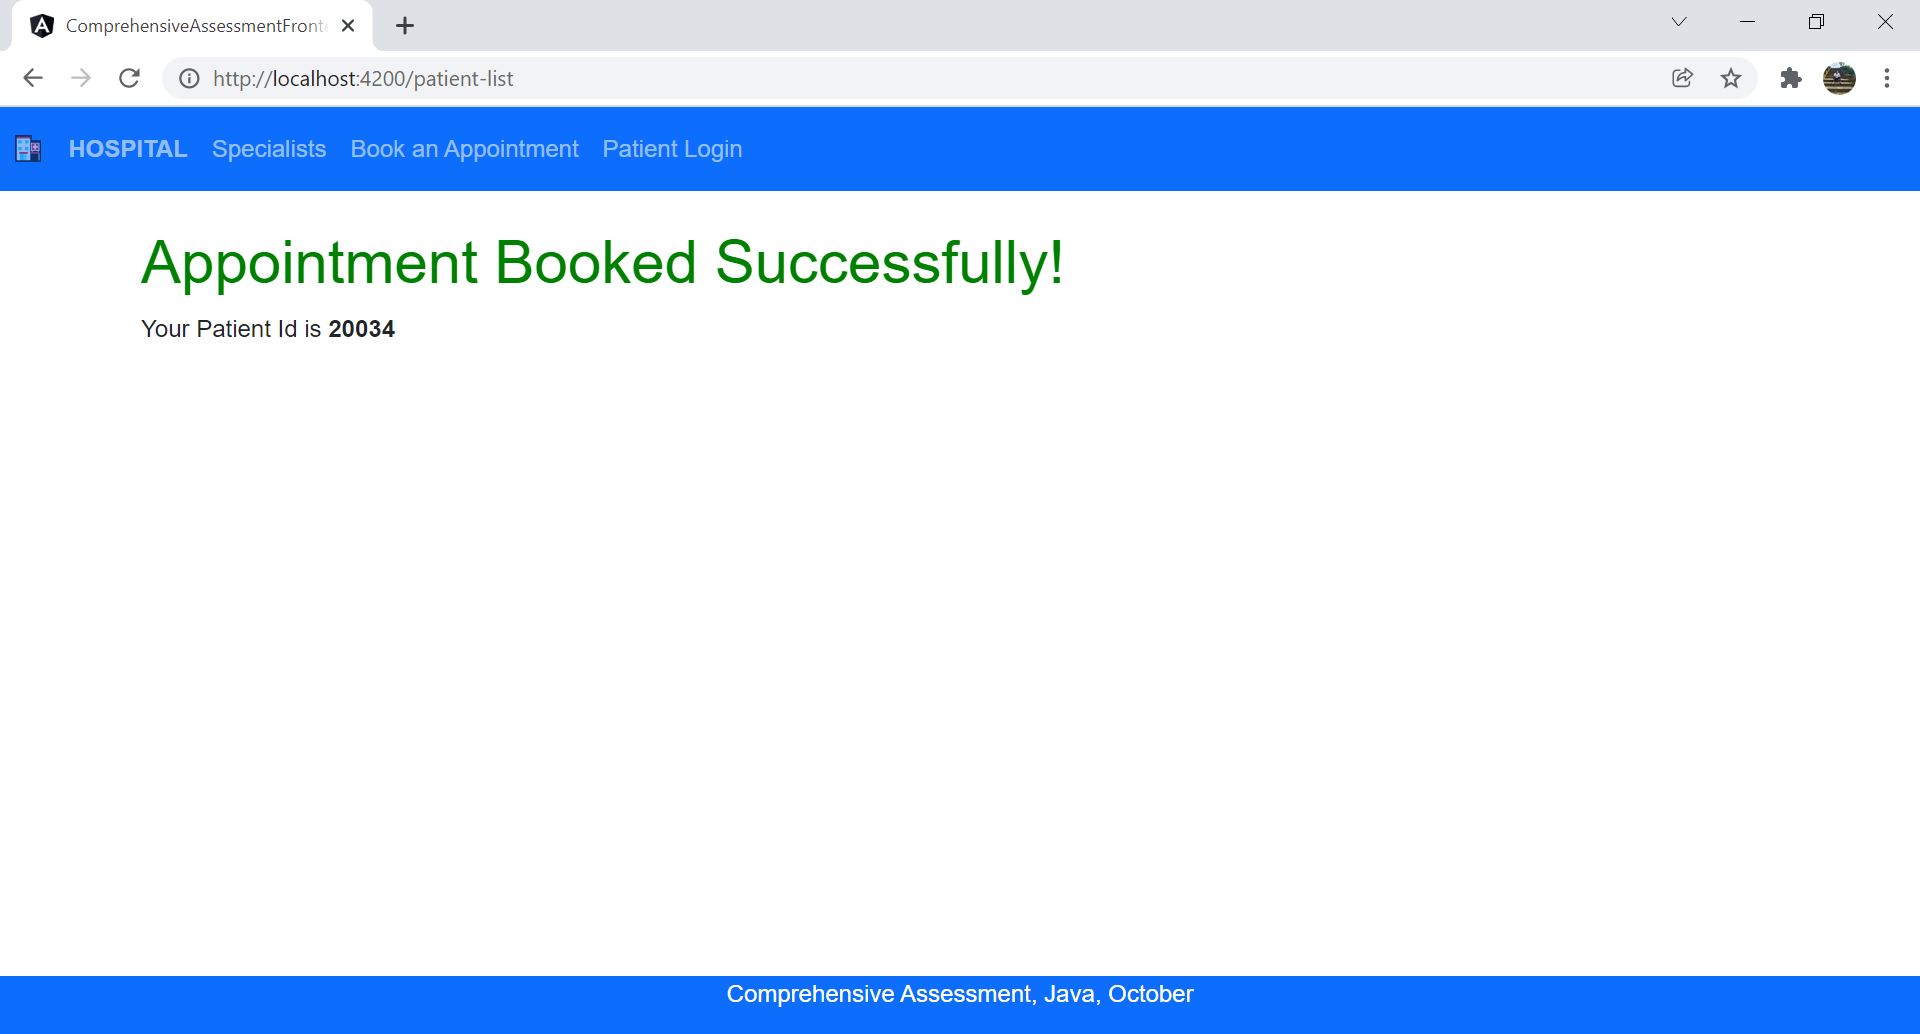 ComprehensiveAssessmentFront
http://localhost:4200/patient-list
HOSPITAL Specialists Book an Appointment Patient Login
Appointment Booked Successfully!
Your Patient Id is 20034
Comprehensive Assessment, Java, October